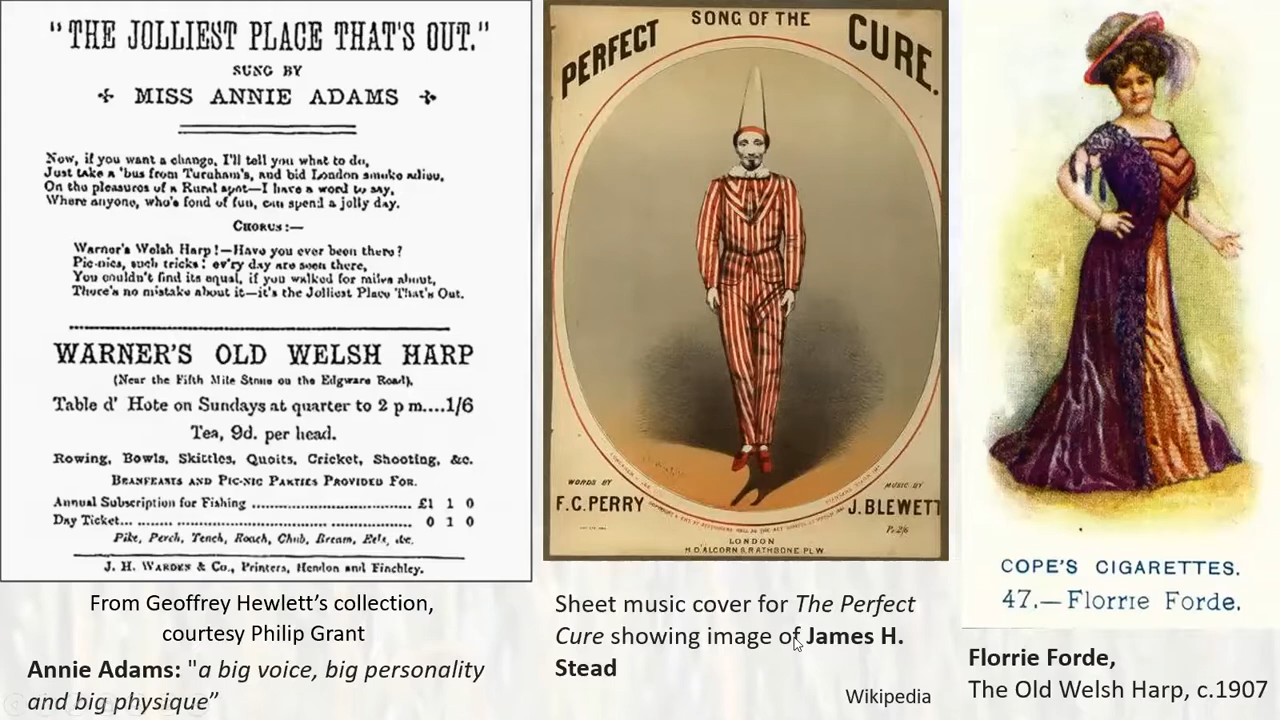 "THE JOLLIEST PLACE THAT'S OUT."
SUNG BY
MISS ANNIE ADAMS
Now, if you want a change, I'll tell you what to do,
Just take a 'bus from Turnham's, and bid London smoke adieu,
On the pleasures of a Rural spot—I have a word to say,
Where anyone, who's fond of fun, can spend a jolly day.
CHORUS:—
Warner's Welsh Harp!—Have you ever been there?
Pic-nics, such tricks! ev'ry day are seen there,
You couldn't find its equal, if you walked for miles about,
There's no mistake about it—it's the Jolliest Place That's Out.
WARNER'S OLD WELSH HARP
(Near the Fifth Mile Stone on the Edgware Road).
Table d' Hote on Sundays at quarter to 2 p m....1/6
Tea, 9d. per head.
Rowing, Bowls, Skittles, Quoits, Cricket, Shooting, &c.
BEANFEASTS AND PIC-NIC PARTIES PROVIDED FOR.
Annual Subscription for Fishing .................. £1 1 0
Day Ticket... .................. 0 1 0
Pike, Perch, Tench, Roach, Chub, Bream, Eels, &c.
J. H. WARDEN & Co., Printers, Hendon and Finchley.
From Geoffrey Hewlett's collection,
courtesy Philip Grant
Annie Adams: "a big voice, big personality
and big physique"
SONG OF THE
PERFECT CURE.
WORDS BY
F.C. PERRY
MUSIC BY
J. BLEWETT
Pr. 2/6
LONDON
H. D'ALCORN 8, RATHBONE PL. W
Sheet music cover for The Perfect
Cure showing image of James H.
Stead
Wikipedia
COPE'S CIGARETTES.
47.— Florrie Forde.
Florrie Forde,
The Old Welsh Harp, c.1907